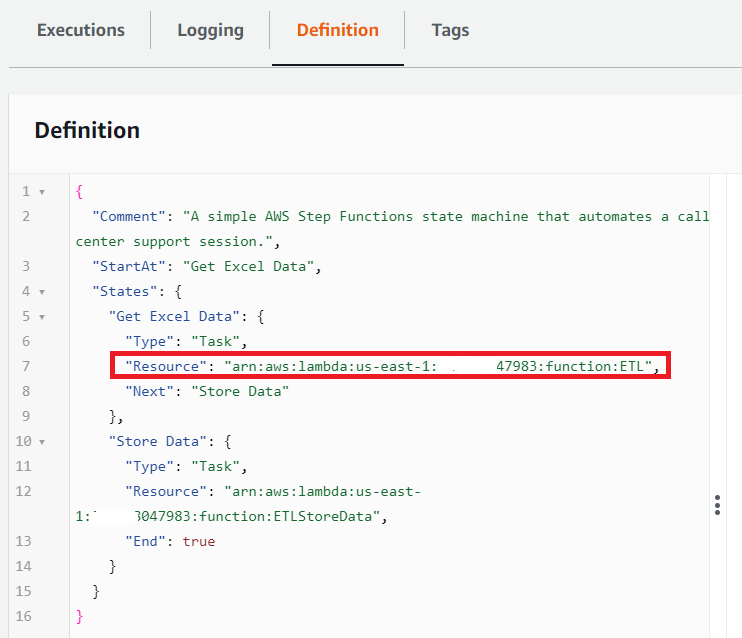 Executions Logging Definition Tags
Definition
1 {
2 "Comment": "A simple AWS Step Functions state machine that automates a call
center support session.",
3 "StartAt": "Get Excel Data",
4 "States": {
5 "Get Excel Data": {
6 "Type": "Task",
7 "Resource": "arn:aws:lambda:us-east-1: 47983:function:ETL",
8 "Next": "Store Data"
9 },
10 "Store Data": {
11 "Type": "Task",
12 "Resource": "arn:aws:lambda:us-east-
1: 047983:function:ETLStoreData",
13 "End": true
14 }
15 }
16 }